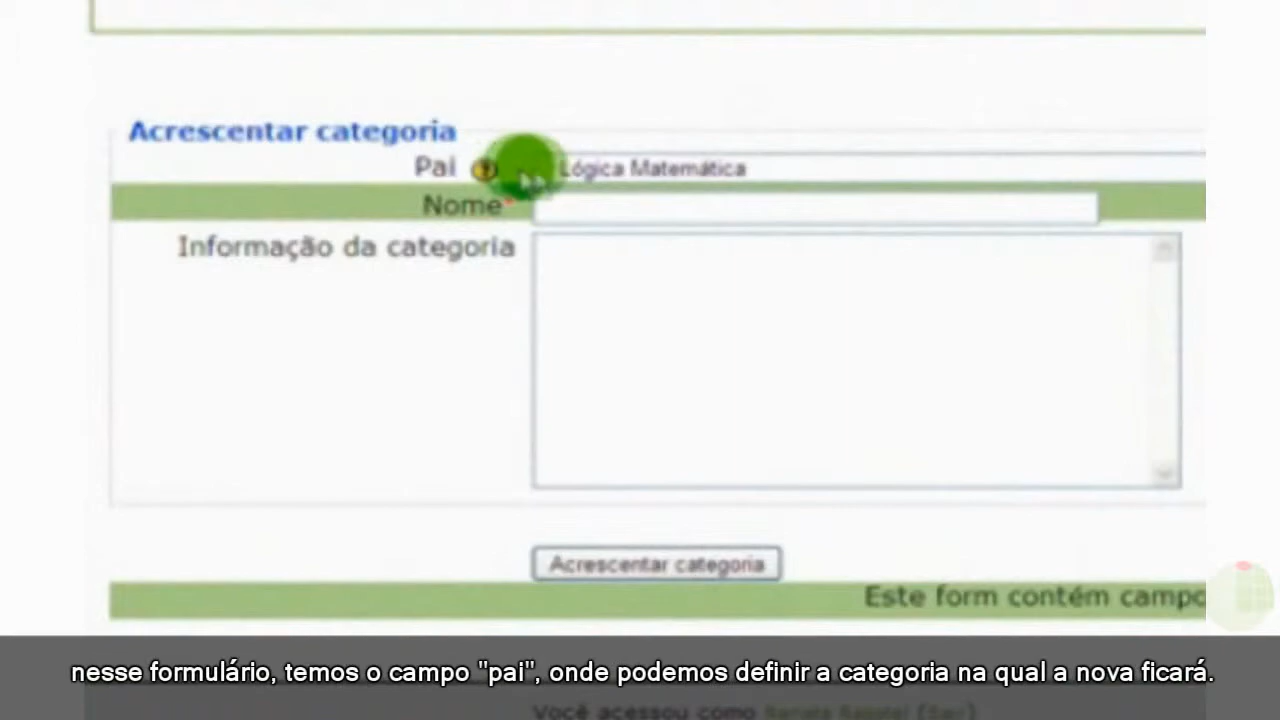 Acrescentar categoria
Pai Lógica Matemática
Nome*
Informação da categoria
Acrescentar categoria
Este form contém campo
nesse formulário, temos o campo "pai", onde podemos definir a categoria na qual a nova ficará.
Você acessou como